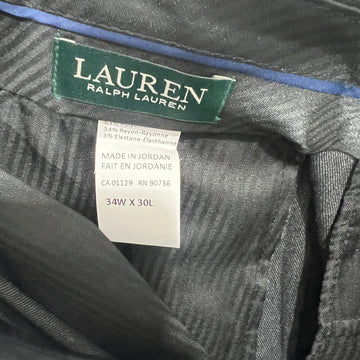 LAUREN
RALPH LAUREN
34% Rayon-Rayonne
1% Elastane-Elasthanne
MADE IN JORDAN
FAIT EN JORDANIE
CA 01129 RN 90736
34W X 30L